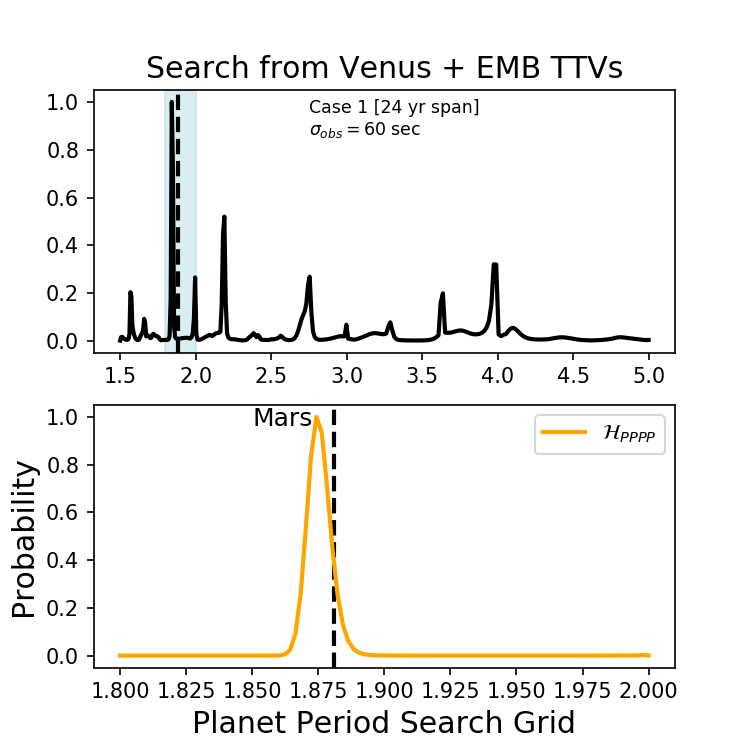 Search from Venus + EMB TTVs
Case 1 [24 yr span]
σobs = 60 sec
1.0
0.8
0.6
0.4
0.2
0.0
1.5 2.0 2.5 3.0 3.5 4.0 4.5 5.0
Mars
ℋPPPP
1.0
0.8
0.6
0.4
0.2
0.0
Probability
1.800 1.825 1.850 1.875 1.900 1.925 1.950 1.975 2.000
Planet Period Search Grid